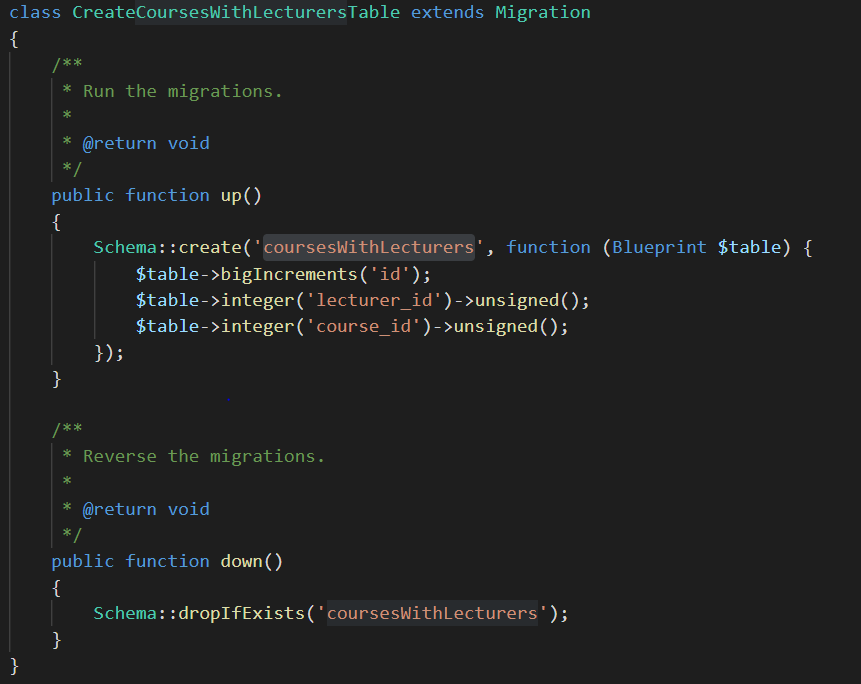 class CreateCoursesWithLecturersTable extends Migration
{
    /**
     * Run the migrations.
     *
     * @return void
     */
    public function up()
    {
        Schema::create('coursesWithLecturers', function (Blueprint $table) {
            $table->bigIncrements('id');
            $table->integer('lecturer_id')->unsigned();
            $table->integer('course_id')->unsigned();
        });
    }

    /**
     * Reverse the migrations.
     *
     * @return void
     */
    public function down()
    {
        Schema::dropIfExists('coursesWithLecturers');
    }
}